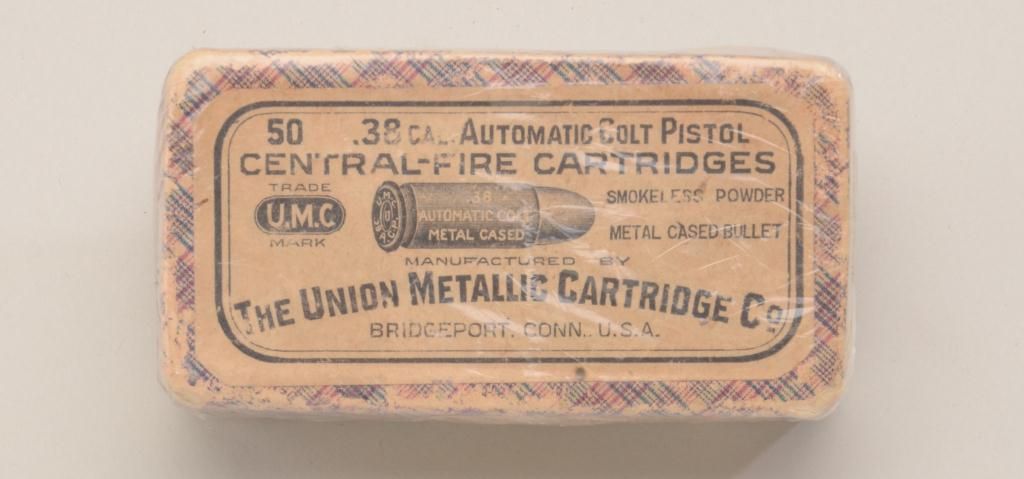 50 .38 CAL. AUTOMATIC COLT PISTOL
CENTRAL-FIRE CARTRIDGES
TRADE
U.M.C
MARK
U.M.C.
.38
AUTOMATIC COLT
METAL CASED
SMOKELESS POWDER
METAL CASED BULLET
MANUFACTURED BY
THE UNION METALLIC CARTRIDGE Co.
BRIDGEPORT, CONN., U.S.A.